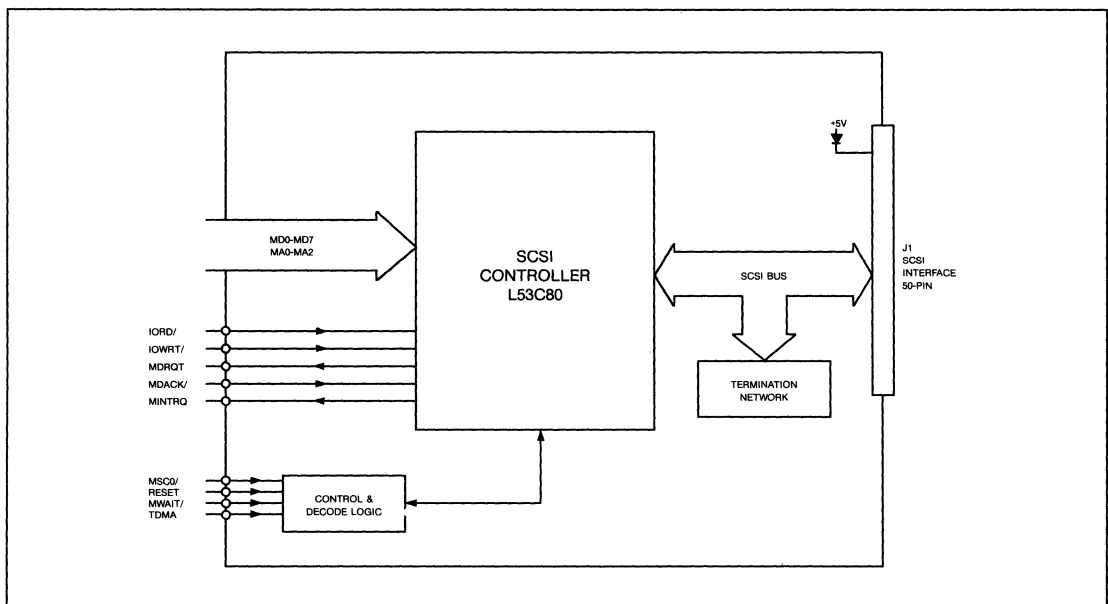 +5V
MD0-MD7
MA0-MA2
SCSI
CONTROLLER
L53C80
SCSI BUS
J1
SCSI
INTERFACE
50-PIN
IORD/
IOWRT/
MDRQT
MDACK/
MINTRQ
TERMINATION
NETWORK
MSC0/
RESET
MWAIT/
TDMA
CONTROL &
DECODE LOGIC